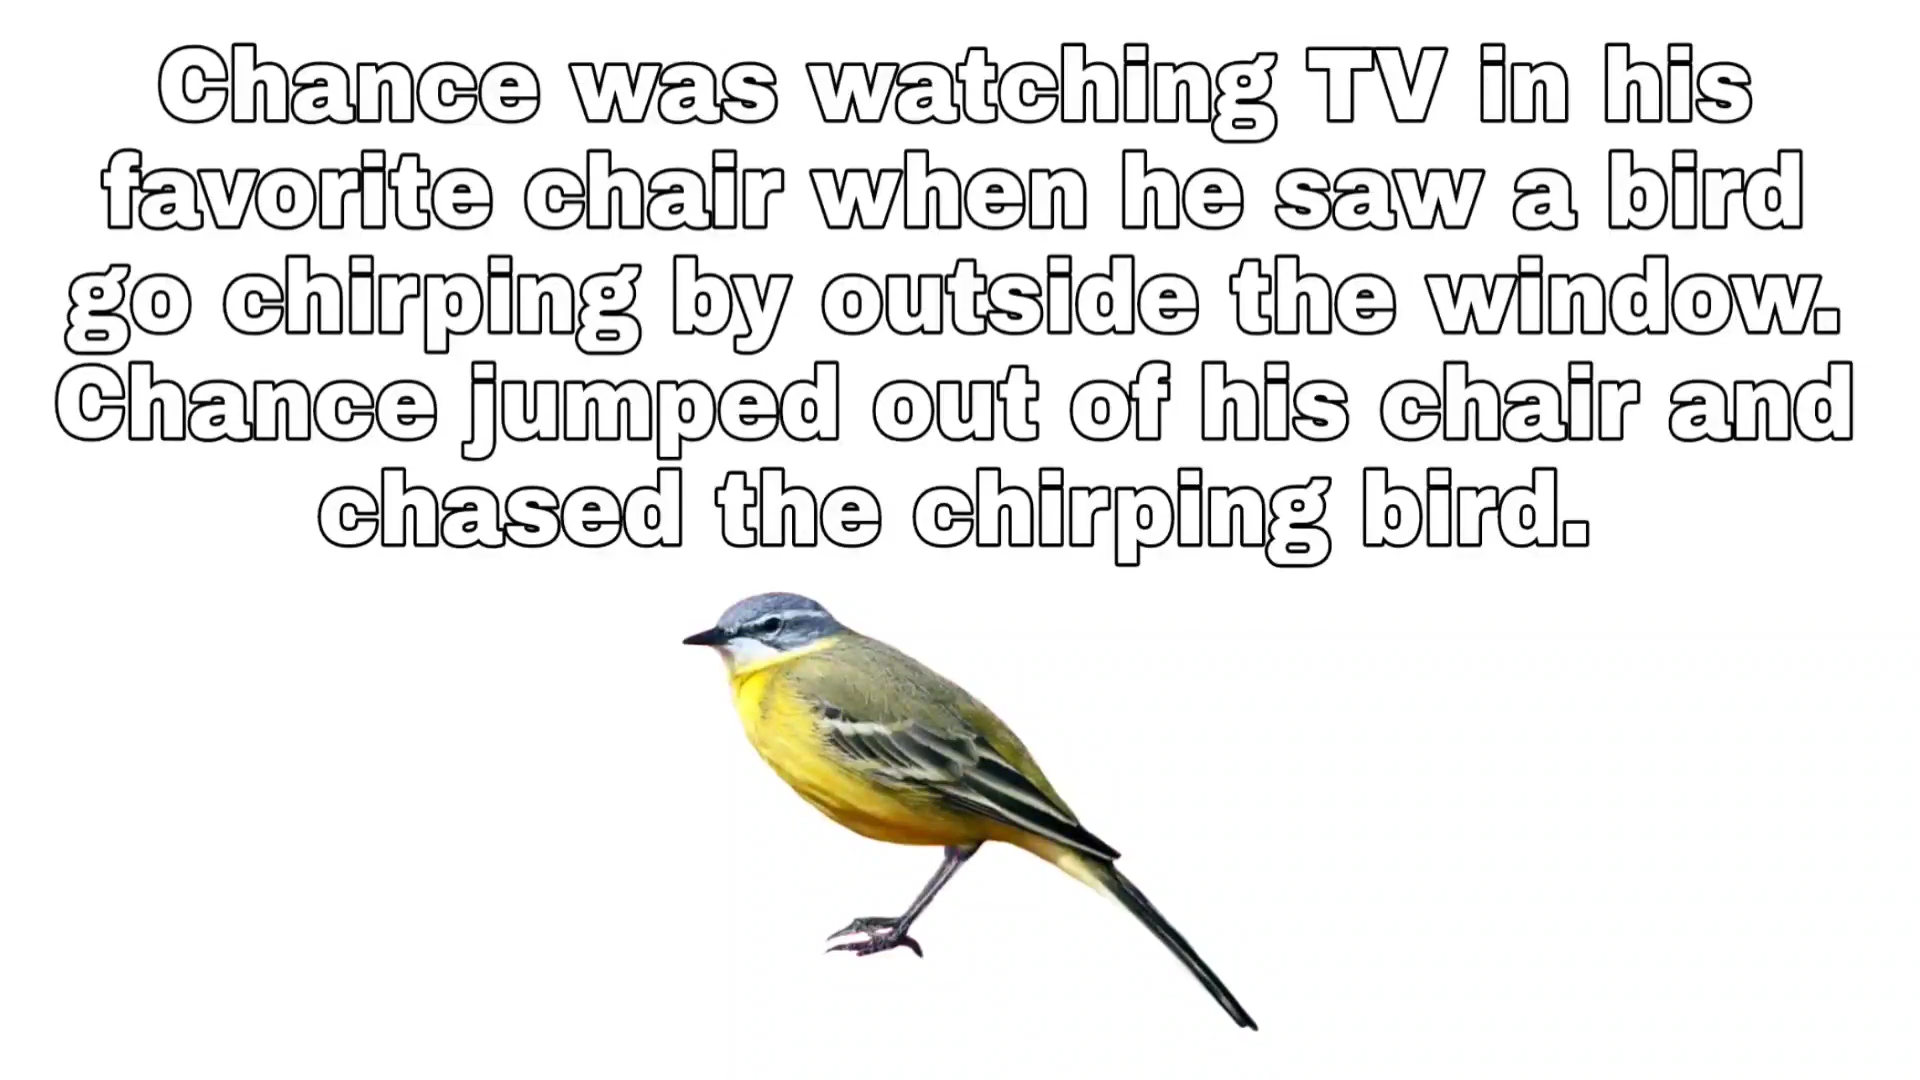 Chance was watching TV in his
favorite chair when he saw a bird
go chirping by outside the window.
Chance jumped out of his chair and
chased the chirping bird.